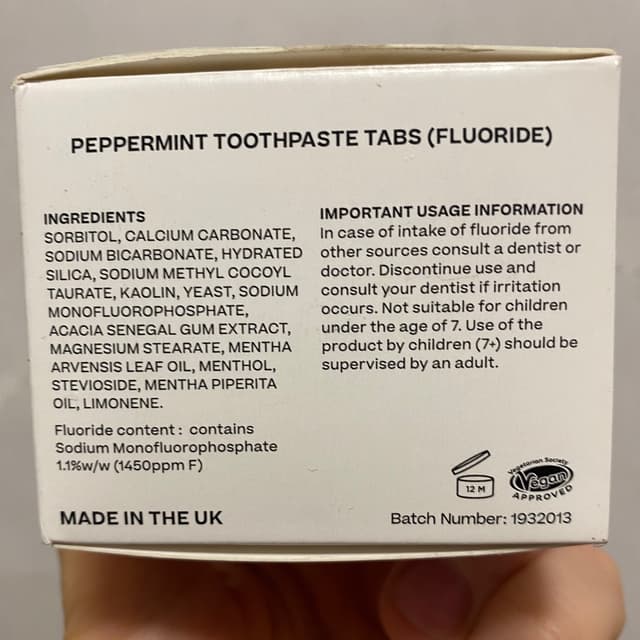 PEPPERMINT TOOTHPASTE TABS (FLUORIDE)
INGREDIENTS
SORBITOL, CALCIUM CARBONATE,
SODIUM BICARBONATE, HYDRATED
SILICA, SODIUM METHYL COCOYL
TAURATE, KAOLIN, YEAST, SODIUM
MONOFLUOROPHOSPHATE,
ACACIA SENEGAL GUM EXTRACT,
MAGNESIUM STEARATE, MENTHA
ARVENSIS LEAF OIL, MENTHOL,
STEVIOSIDE, MENTHA PIPERITA
OIL, LIMONENE.
Fluoride content : contains
Sodium Monofluorophosphate
1.1%w/w (1450ppm F)
MADE IN THE UK
IMPORTANT USAGE INFORMATION
In case of intake of fluoride from
other sources consult a dentist or
doctor. Discontinue use and
consult your dentist if irritation
occurs. Not suitable for children
under the age of 7. Use of the
product by children (7+) should be
supervised by an adult.
12 M
Vegetarian Society
Vegan
APPROVED
Batch Number: 1932013